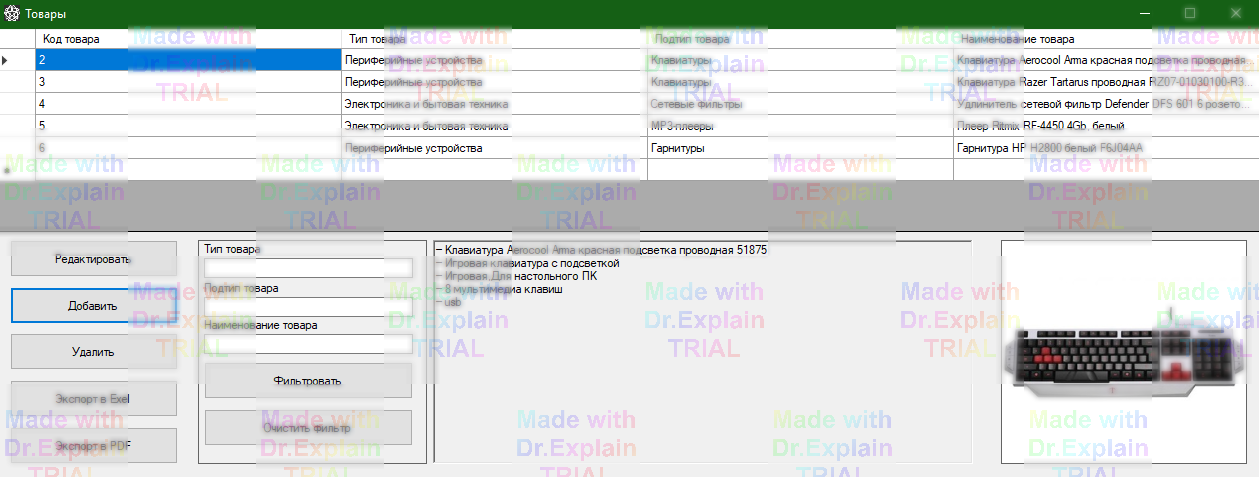 Товары
Код товара Тип товара Подтип товара Наименование товара
2 Периферийные устройства Клавиатуры Клавиатура Aerocool Arma красная подсветка проводная...
3 Периферийные устройства Клавиатуры Клавиатура Razer Tartarus проводная RZ07-01030100-R3...
4 Электроника и бытовая техника Сетевые фильтры Удлинитель сетевой фильтр Defender DFS 601 6 розето...
5 Электроника и бытовая техника MP3-плееры Плеер Ritmix RF-4450 4Gb, белый
6 Периферийные устройства Гарнитуры Гарнитура HP H2800 белый F6J04AA
Редактировать
Добавить
Удалить
Экспорт в Exel
Экспорт в PDF
Тип товара
Подтип товара
Наименование товара
Фильтровать
Очистить фильтр
– Клавиатура Aerocool Arma красная подсветка проводная 51875
– Игровая клавиатура с подсветкой
– Игровая,Для настольного ПК
– 8 мультимедиа клавиш
– usb
Made with
Dr.Explain
TRIAL